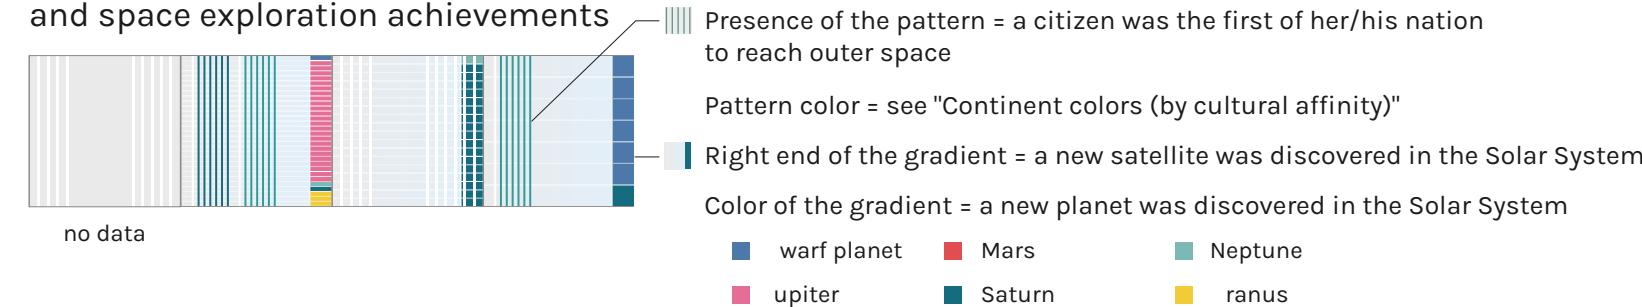 and space exploration achievements
Presence of the pattern = a citizen was the first of her/his nation
to reach outer space
Pattern color = see "Continent colors (by cultural affinity)"
Right end of the gradient = a new satellite was discovered in the Solar System
Color of the gradient = a new planet was discovered in the Solar System
no data
warf planet Mars Neptune
upiter Saturn ranus